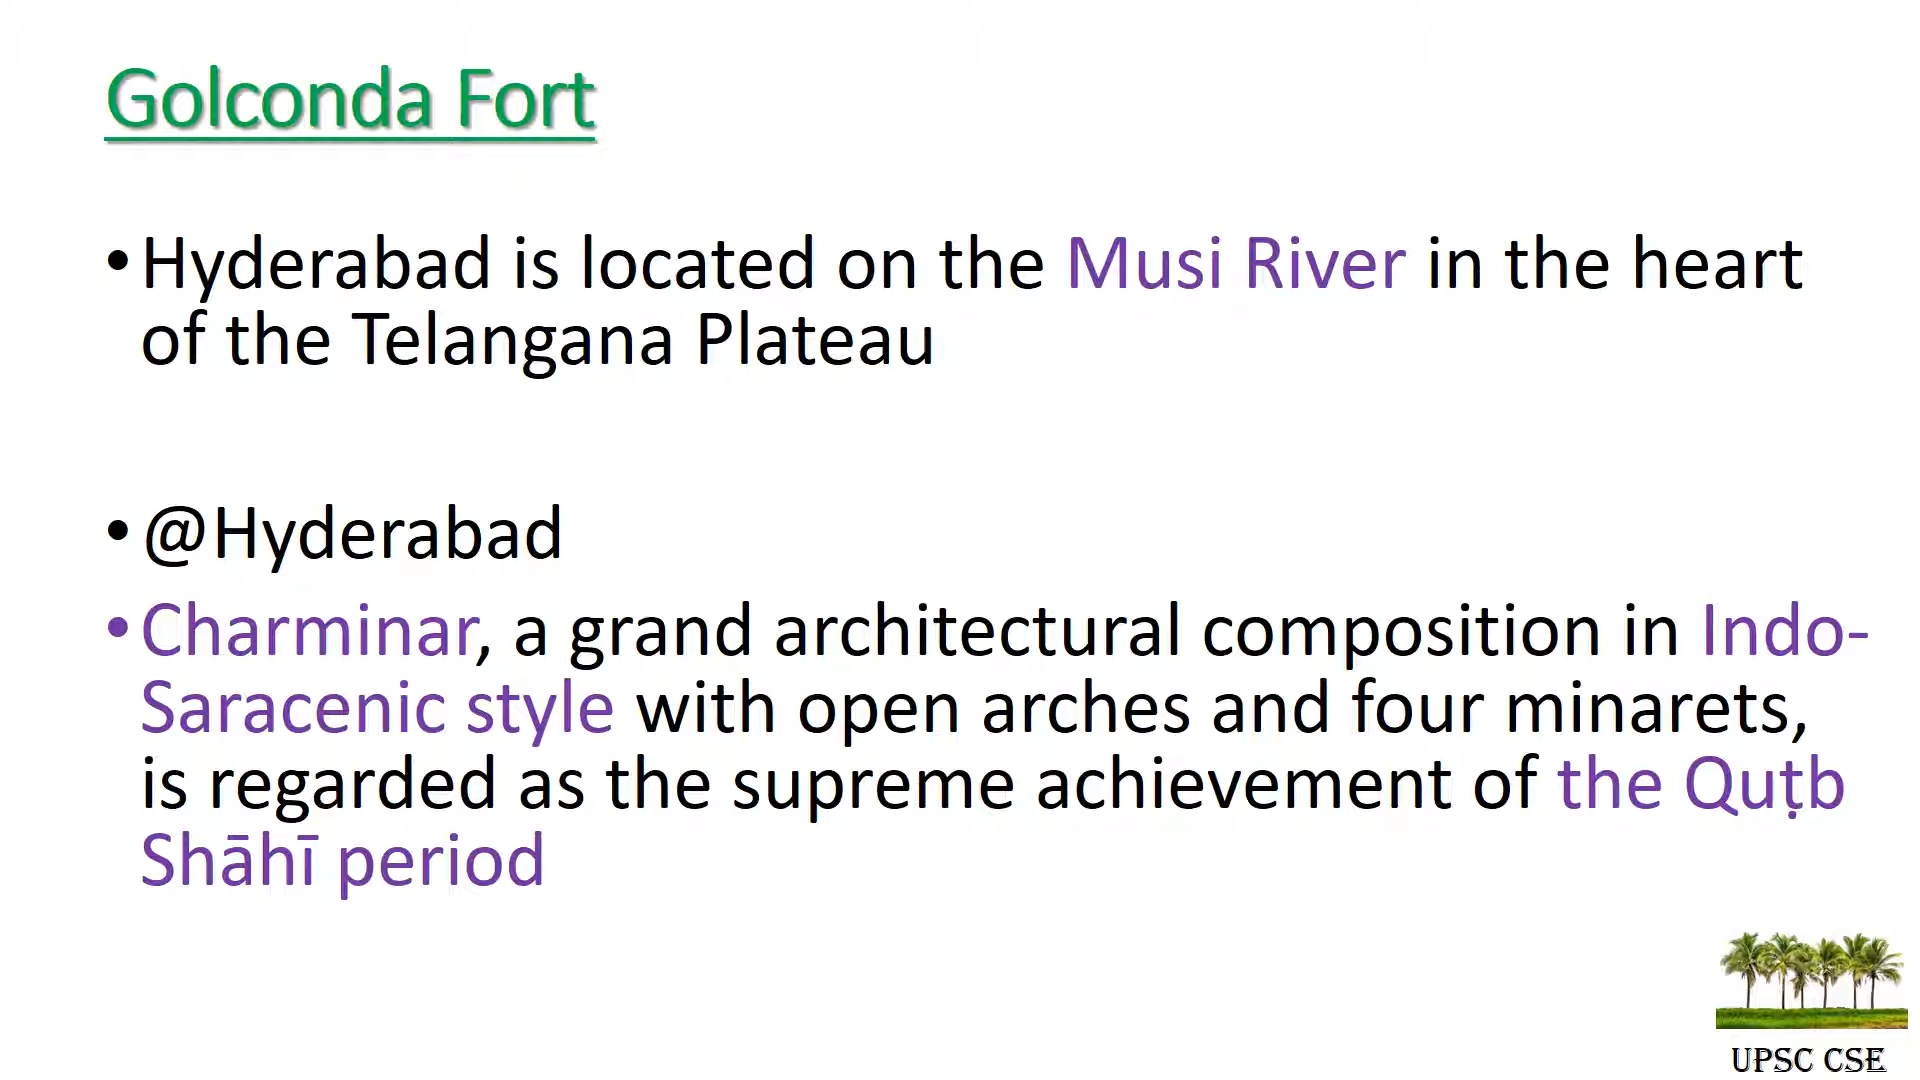 Golconda Fort
•Hyderabad is located on the Musi River in the heart
of the Telangana Plateau
•@Hyderabad
•Charminar, a grand architectural composition in Indo-
Saracenic style with open arches and four minarets,
is regarded as the supreme achievement of the Quṭb
Shāhī period
UPSC CSE